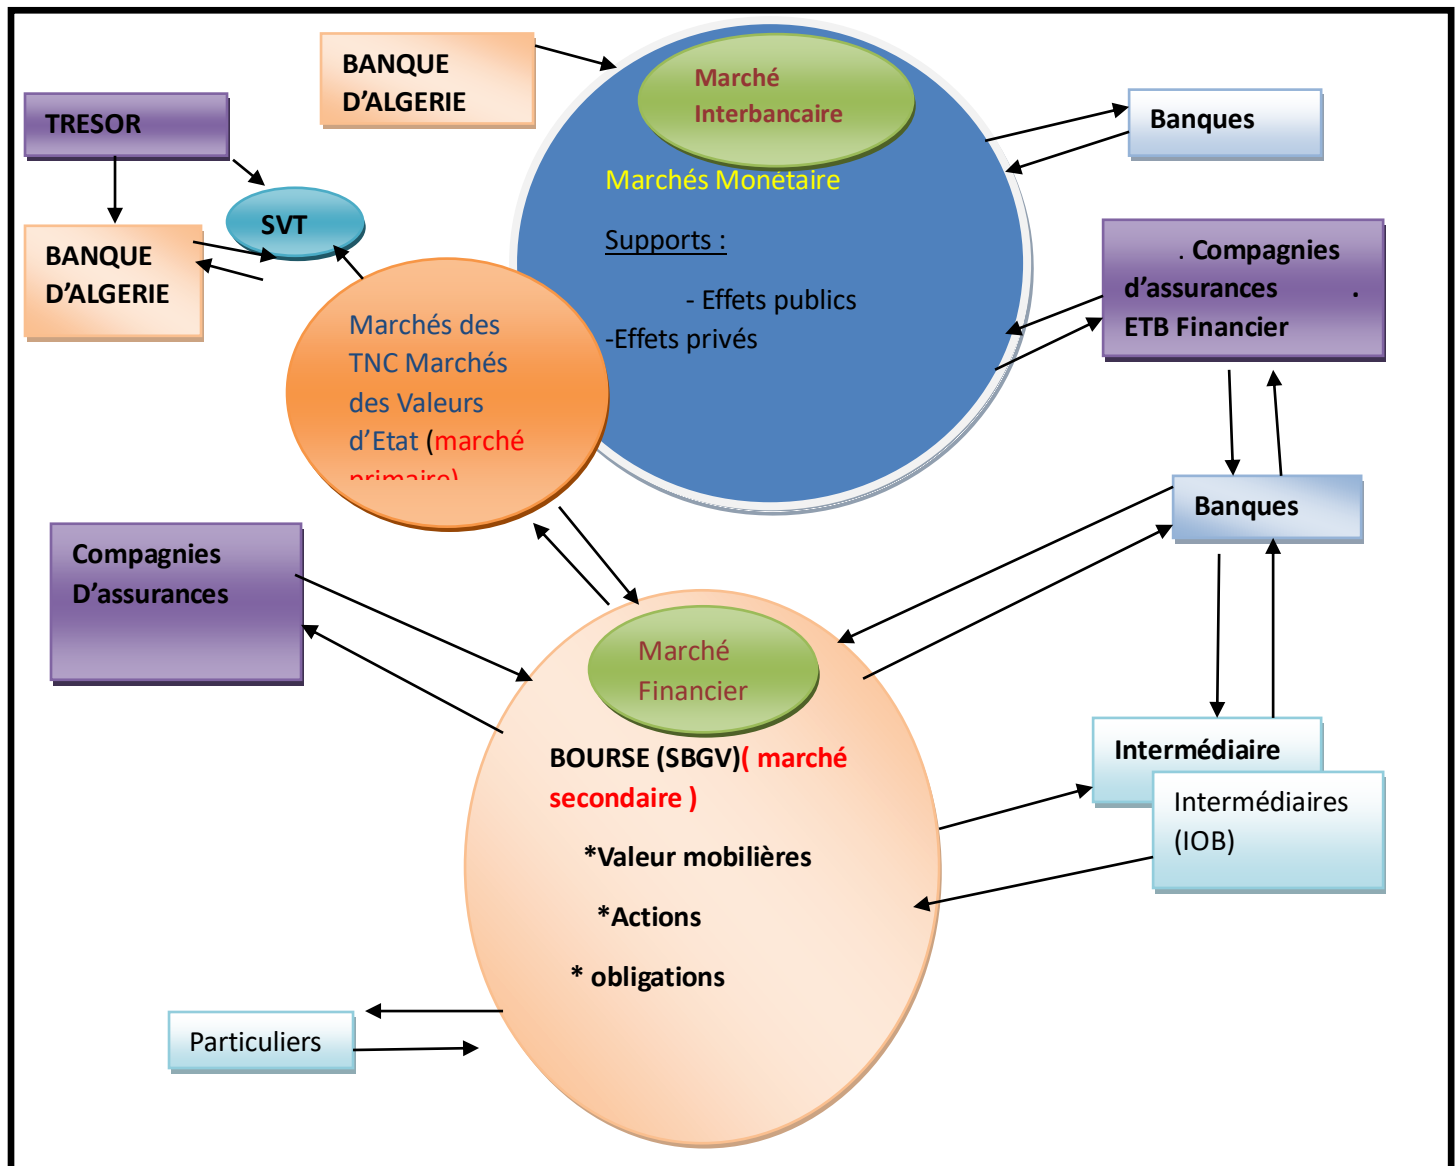 BANQUE
D’ALGERIE
Marché
Interbancaire
TRESOR
Banques
Marchés Monétaire
SVT
Supports :
BANQUE
D’ALGERIE
. Compagnies
d’assurances .
ETB Financier
- Effets publics
-Effets privés
Marchés des
TNC Marchés
des Valeurs
d’Etat (marché
primaire)
Banques
Compagnies
D’assurances
Marché
Financier
BOURSE (SBGV)( marché
secondaire )
Intermédiaire
Intermédiaires
(IOB)
*Valeur mobilières
*Actions
* obligations
Particuliers